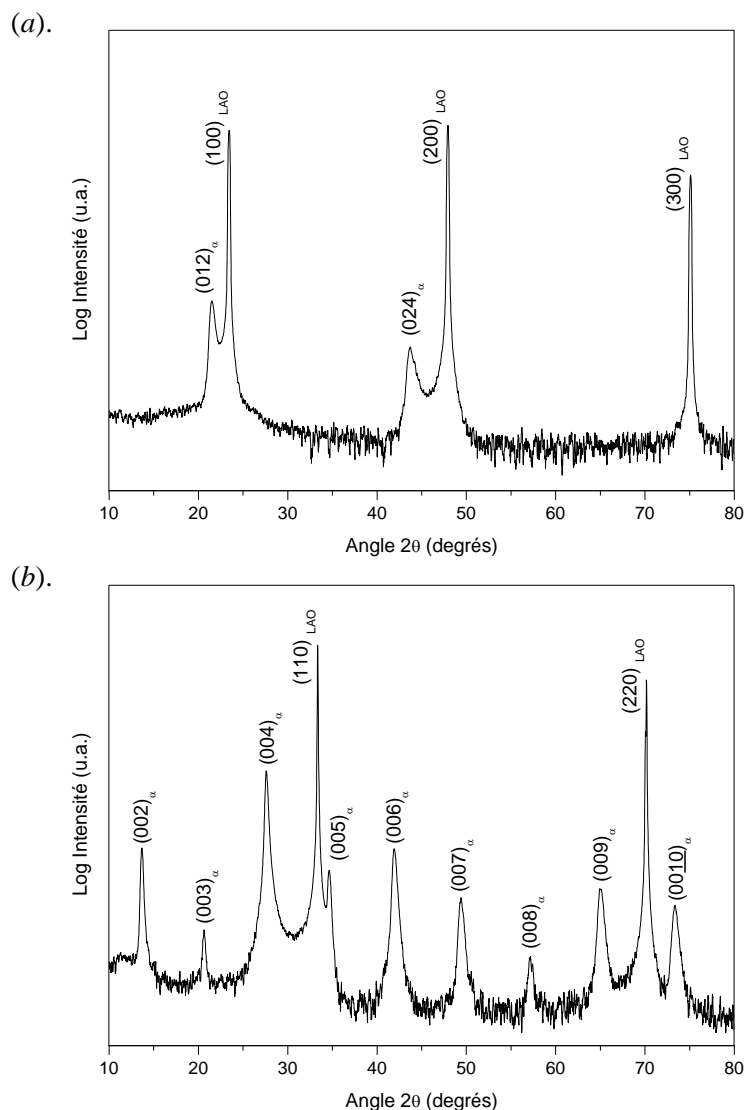 (a).
(100) LAO
(200) LAO
(300) LAO
(012)α
(024)α
Log Intensité (u.a.)
10 20 30 40 50 60 70 80
Angle 2θ (degrés)
(b).
(110) LAO
(220) LAO
(002)α
(003)α
(004)α
(005)α
(006)α
(007)α
(008)α
(009)α
(0010)α
Log Intensité (u.a.)
10 20 30 40 50 60 70 80
Angle 2θ (degrés)